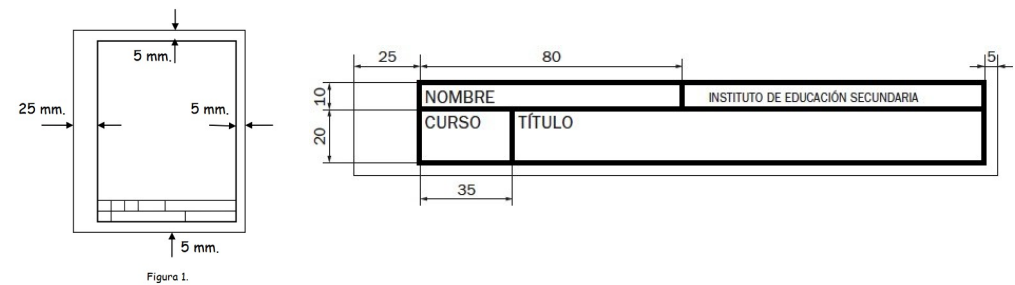 5 mm.
25 mm.
5 mm.
5 mm.
Figura 1.
25
80
5
10
NOMBRE
INSTITUTO DE EDUCACIÓN SECUNDARIA
20
CURSO
TÍTULO
35